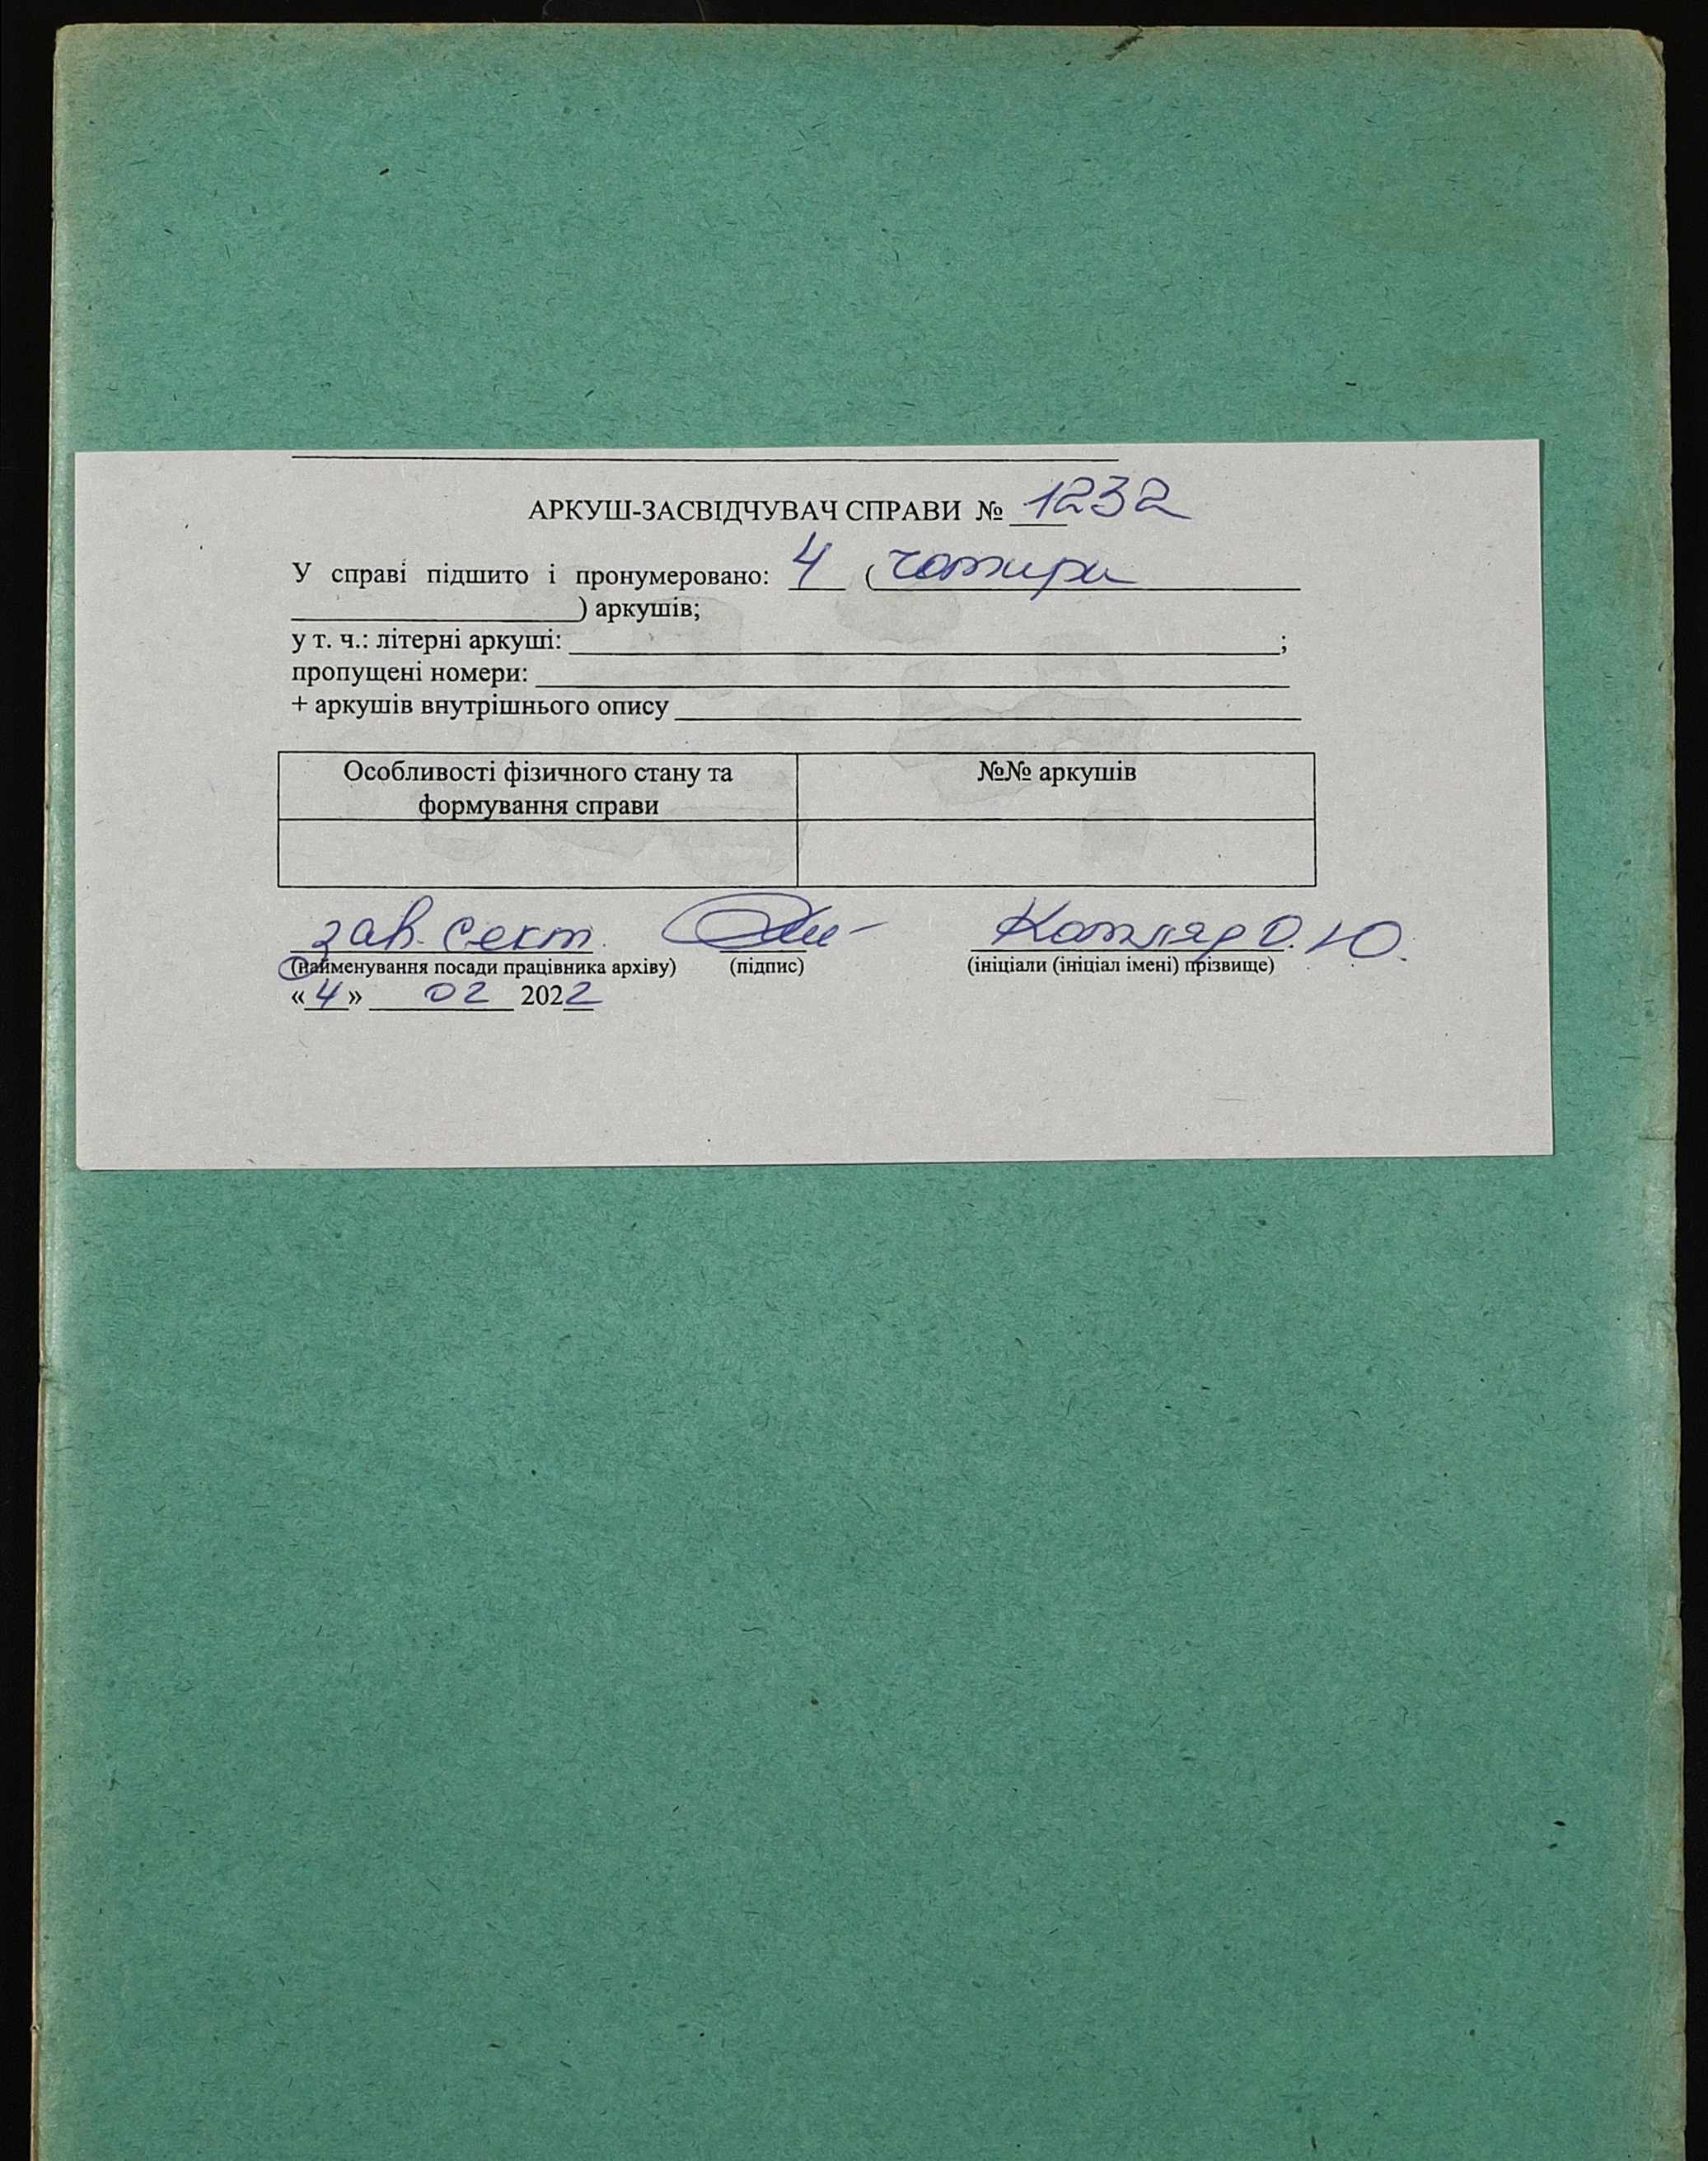 АРКУШ-ЗАСВІДЧУВАЧ СПРАВИ № 1232
У справі підшито і пронумеровано: 4 (чотири
) аркушів;
у т. ч.: літерні аркуші: ;
пропущені номери:
+ аркушів внутрішнього опису
Особливості фізичного стану та формування справи
№№ аркушів
зав. сект. Котляр О. Ю.
(найменування посади працівника архіву) (підпис) (ініціали (ініціал імені) прізвище)
«4» 02 2022